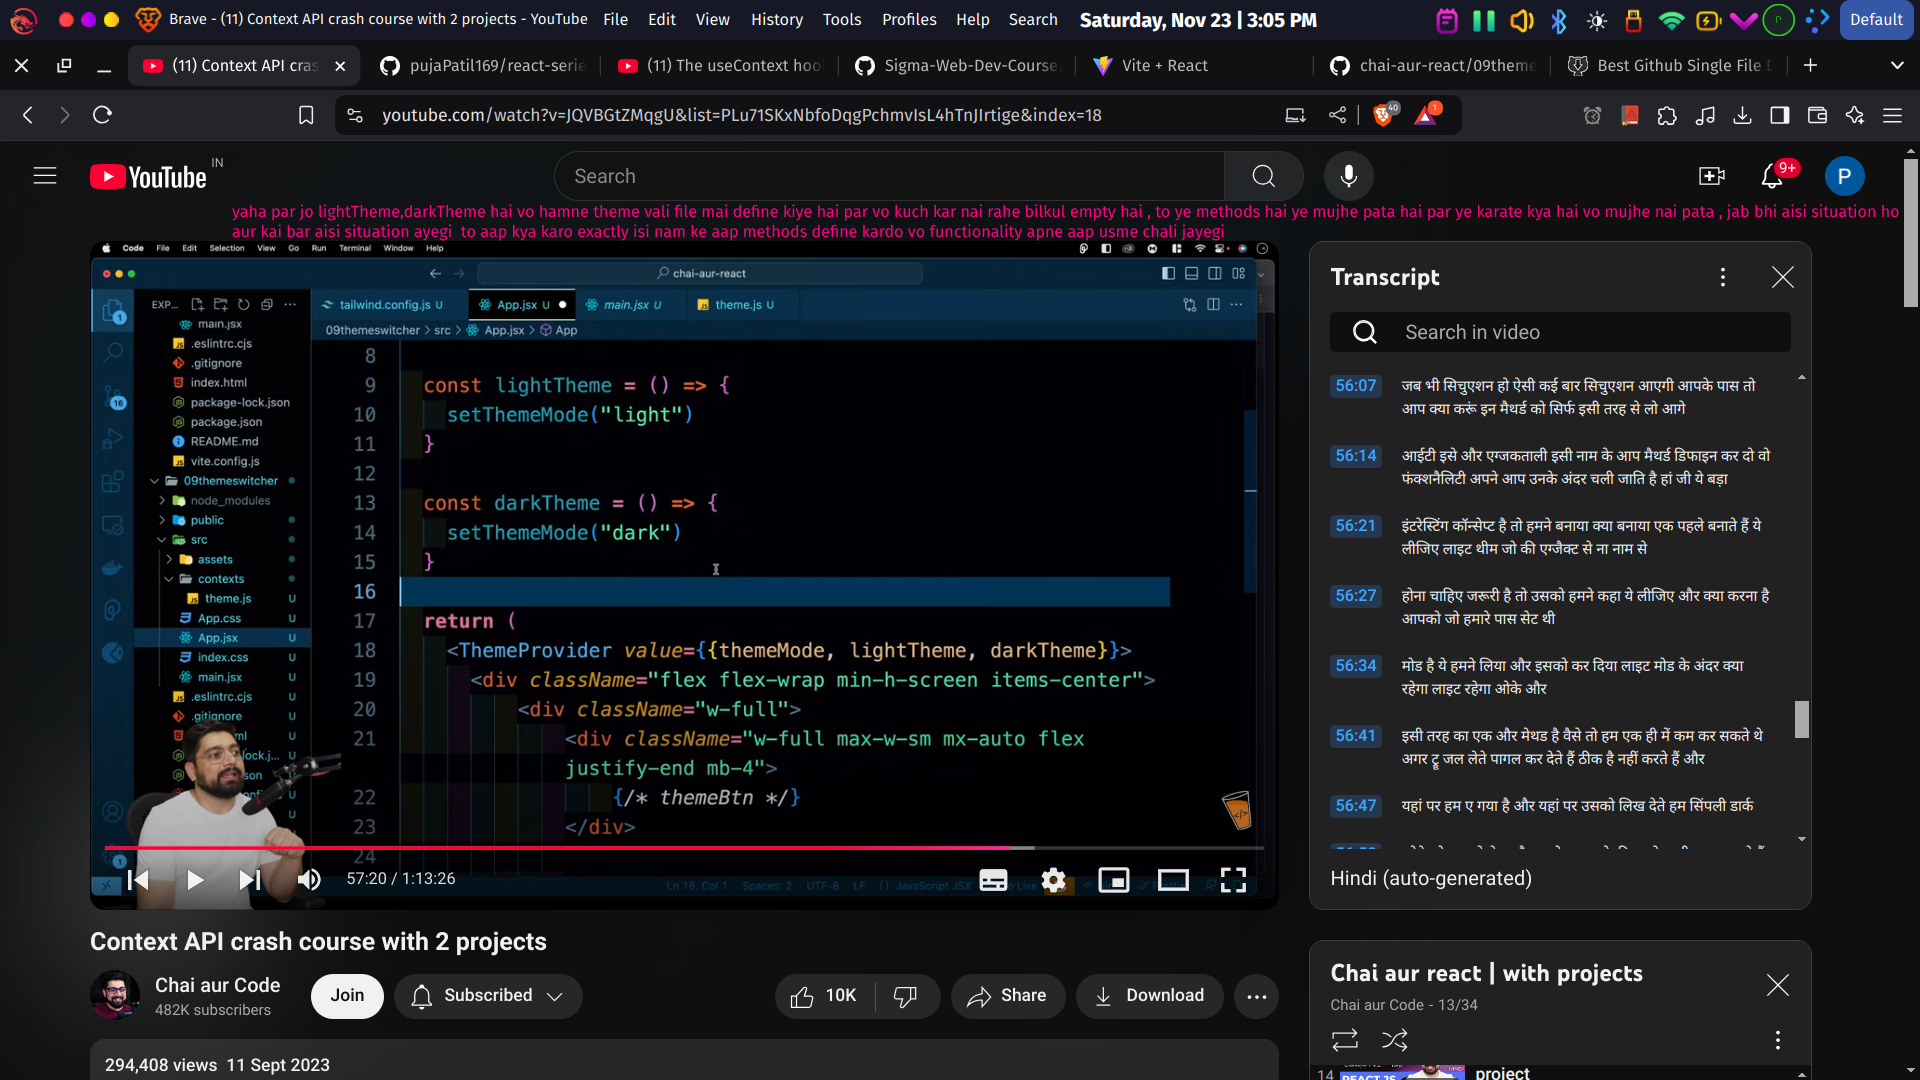 Brave - (11) Context API crash course with 2 projects - YouTube File Edit View History Tools Profiles Help Search Saturday, Nov 23 | 3:05 PM Default
(11) Context API cras pujaPatil169/react-serie (11) The useContext hoo Sigma-Web-Dev-Course Vite + React chai-aur-react/09theme Best Github Single File D
youtube.com/watch?v=JQVBGtZMqgU&list=PLu71SKxNbfoDqgPchmvIsL4hTnJIrtige&index=18 40 1
YouTube IN Search 9+ P
yaha par jo lightTheme,darkTheme hai vo hamne theme vali file mai define kiye hai par vo kuch kar nai rahe bilkul empty hai , to ye methods hai ye mujhe pata hai par ye karate kya hai vo mujhe nai pata , jab bhi aisi situation ho
aur kai bar aisi situation ayegi to aap kya karo exactly isi nam ke aap methods define kardo vo functionality apne aap usme chali jayegi
Code File Edit Selection View Go Run Terminal Window Help
chai-aur-react
EXP... tailwind.config.js U App.jsx U main.jsx U theme.js U
09themeswitcher > src > App.jsx > App
main.jsx
.eslintrc.cjs
.gitignore
index.html
package-lock.json
package.json
README.md
vite.config.js
09themeswitcher
node_modules
public
src
assets
contexts
theme.js U
App.css U
App.jsx U
index.css U
main.jsx U
.eslintrc.cjs U
.gitignore U
ml U
lock.j... U
son U
U
1
16
1
8
9 const lightTheme = () => {
10 setThemeMode("light")
11 }
12
13 const darkTheme = () => {
14 setThemeMode("dark")
15 }
16
17 return (
18 <ThemeProvider value={{themeMode, lightTheme, darkTheme}}>
19 <div className="flex flex-wrap min-h-screen items-center">
20 <div className="w-full">
21 <div className="w-full max-w-sm mx-auto flex
justify-end mb-4">
22 {/* themeBtn */}
23 </div>
24
57:20 / 1:13:26
Ln 16, Col 1 Spaces: 2 UTF-8 LF {} JavaScript JSX Live
Transcript
Search in video
56:07 जब भी सिचुएशन हो ऐसी कई बार सिचुएशन आएगी आपके पास तो
आप क्या करूं इन मैथर्ड को सिर्फ इसी तरह से लो आगे
56:14 आईटी इसे और एग्जकताली इसी नाम के आप मैथर्ड डिफाइन कर दो वो
फंक्शनैलिटी अपने आप उनके अंदर चली जाति है हां जी ये बड़ा
56:21 इंटरेस्टिंग कॉन्सेप्ट है तो हमने बनाया क्या बनाया एक पहले बनाते हैं ये
लीजिए लाइट थीम जो की एग्जैक्ट से ना नाम से
56:27 होना चाहिए जरूरी है तो उसको हमने कहा ये लीजिए और क्या करना है
आपको जो हमारे पास सेट थी
56:34 मोड है ये हमने लिया और इसको कर दिया लाइट मोड के अंदर क्या
रहेगा लाइट रहेगा ओके और
56:41 इसी तरह का एक और मेथड है वैसे तो हम एक ही में कम कर सकते थे
अगर ट्रू जल लेते पागल कर देते हैं ठीक है नहीं करते हैं और
56:47 यहां पर हम ए गया है और यहां पर उसको लिख देते हम सिंपली डार्क
Hindi (auto-generated)
Context API crash course with 2 projects
Chai aur Code
482K subscribers
Join Subscribed 10K Share Download
294,408 views 11 Sept 2023
Chai aur react | with projects
Chai aur Code - 13/34
14 REACT JS HINDI project